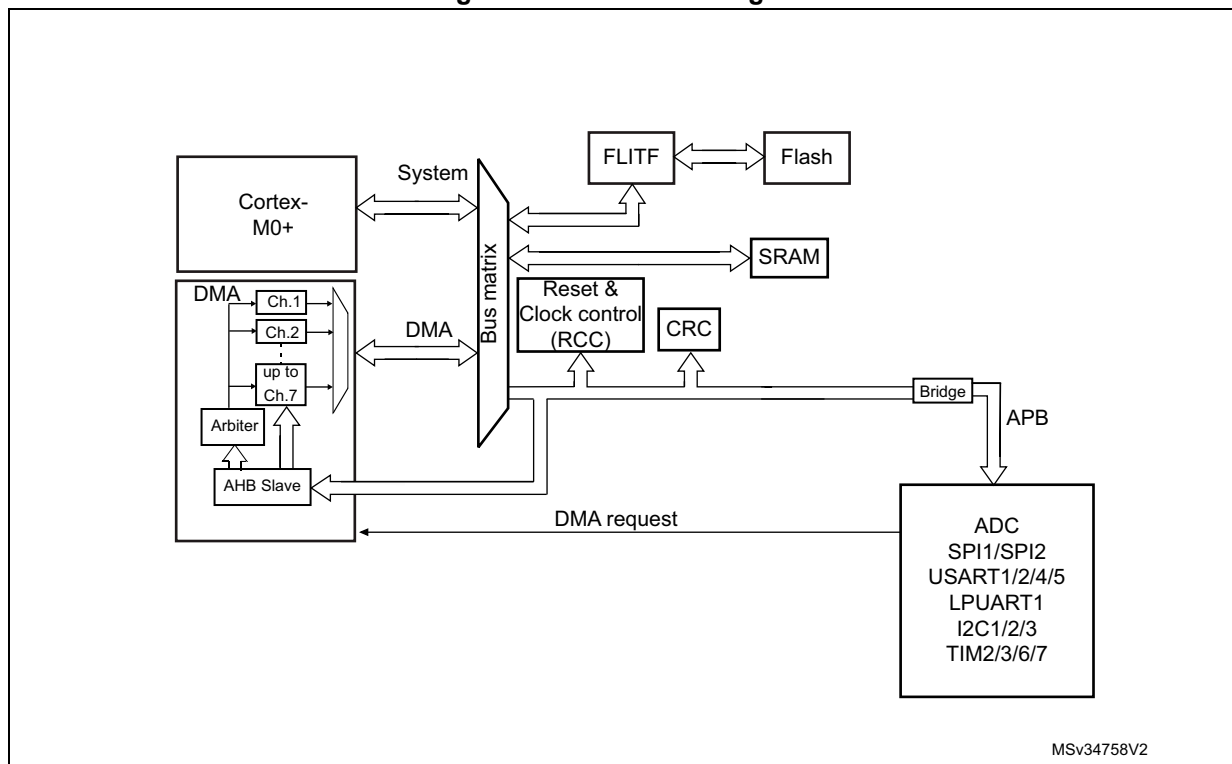 Cortex-
M0+
System
FLITF
Flash
SRAM
Bus matrix
DMA
Ch.1
Ch.2
up to
Ch.7
Arbiter
AHB Slave
DMA
Reset &
Clock control
(RCC)
CRC
Bridge
APB
DMA request
ADC
SPI1/SPI2
USART1/2/4/5
LPUART1
I2C1/2/3
TIM2/3/6/7
MSv34758V2